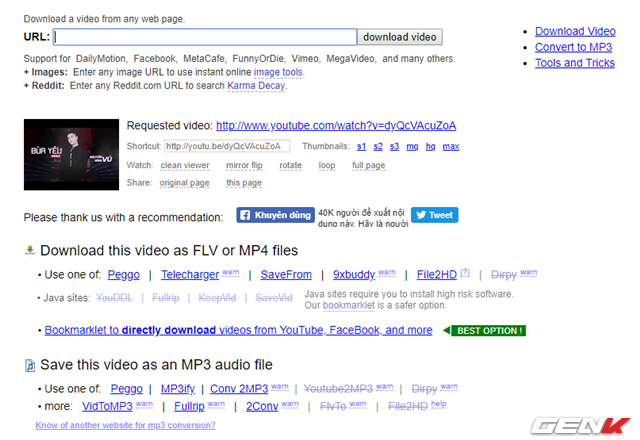 Download a video from any web page.
URL: download video
Support for DailyMotion, Facebook, MetaCafe, FunnyOrDie, Vimeo, MegaVideo, and many others.
+ Images: Enter any image URL to use instant online image tools.
+ Reddit: Enter any Reddit.com URL to search Karma Decay.
• Download Video
• Convert to MP3
• Tools and Tricks
BÙA YÊU
VŨ
Requested video: http://www.youtube.com/watch?v=dyQcVAcuZoA
Shortcut: http://youtu.be/dyQcVAcuZoA Thumbnails: s1 s2 s3 mq hq max
Watch: clean viewer mirror flip rotate loop full page
Share: original page this page
Please thank us with a recommendation: Khuyên dùng 40K người đề xuất nội Tweet
dung này. Hãy là người
Download this video as FLV or MP4 files
• Use one of: Peggo | Telecharger warn | SaveFrom | 9xbuddy warn | File2HD (?) | Dirpy warn
• Java sites: YouDDL | Fullrip | KeepVid | SaveVid Java sites require you to install high risk software.
Our bookmarklet is a safer option.
• Bookmarklet to directly download videos from YouTube, FaceBook, and more BEST OPTION !
Save this video as an MP3 audio file
• Use one of: Peggo | MP3ify | Conv 2MP3 warn | Youtube2MP3 warn | Dirpy warn
• more: VidToMP3 warn | Fullrip warn | 2Conv warn | FlvTo warn | File2HD help
Know of another website for mp3 conversion?
GENK